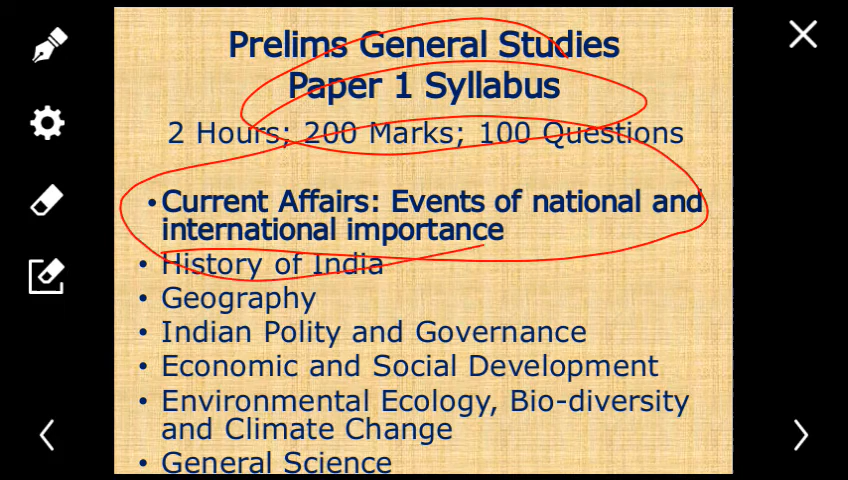 Prelims General Studies
Paper 1 Syllabus
2 Hours; 200 Marks; 100 Questions
• Current Affairs: Events of national and
international importance
• History of India
• Geography
• Indian Polity and Governance
• Economic and Social Development
• Environmental Ecology, Bio-diversity
and Climate Change
• General Science